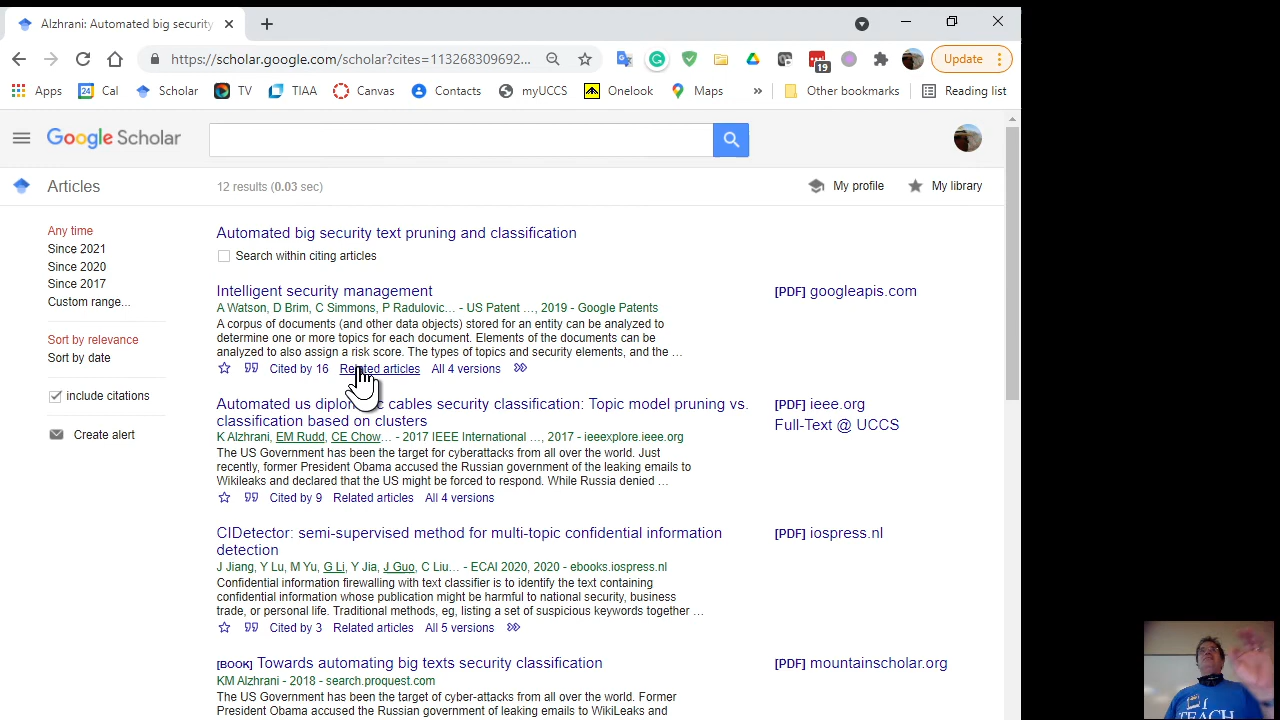 Alzhrani: Automated big security
https://scholar.google.com/scholar?cites=113268309692...
19
Update
Apps
24
Cal
Scholar
TV
TIAA
Canvas
Contacts
myUCCS
Onelook
Maps
»
Other bookmarks
Reading list
Google Scholar
Articles
12 results (0.03 sec)
My profile
My library
Any time
Since 2021
Since 2020
Since 2017
Custom range...
Sort by relevance
Sort by date
include citations
Create alert
Automated big security text pruning and classification
Search within citing articles
Intelligent security management
A Watson, D Brim, C Simmons, P Radulovic... - US Patent ..., 2019 - Google Patents
A corpus of documents (and other data objects) stored for an entity can be analyzed to
determine one or more topics for each document. Elements of the documents can be
analyzed to also assign a risk score. The types of topics and security elements, and the ...
Cited by 16 Related articles All 4 versions
[PDF] googleapis.com
Automated us diplom c cables security classification: Topic model pruning vs.
classification based on clusters
K Alzhrani, EM Rudd, CE Chow... - 2017 IEEE International ..., 2017 - ieeexplore.ieee.org
The US Government has been the target for cyberattacks from all over the world. Just
recently, former President Obama accused the Russian government of the leaking emails to
Wikileaks and declared that the US might be forced to respond. While Russia denied ...
Cited by 9 Related articles All 4 versions
[PDF] ieee.org
Full-Text @ UCCS
CIDetector: semi-supervised method for multi-topic confidential information
detection
J Jiang, Y Lu, M Yu, G Li, Y Jia, J Guo, C Liu... - ECAI 2020, 2020 - ebooks.iospress.nl
Confidential information firewalling with text classifier is to identify the text containing
confidential information whose publication might be harmful to national security, business
trade, or personal life. Traditional methods, eg, listing a set of suspicious keywords together ...
Cited by 3 Related articles All 5 versions
[PDF] iospress.nl
[BOOK] Towards automating big texts security classification
KM Alzhrani - 2018 - search.proquest.com
The US Government has been the target of cyber-attacks from all over the world. Former
President Obama accused the Russian government of leaking emails to WikiLeaks and
[PDF] mountainscholar.org
I
TEACH